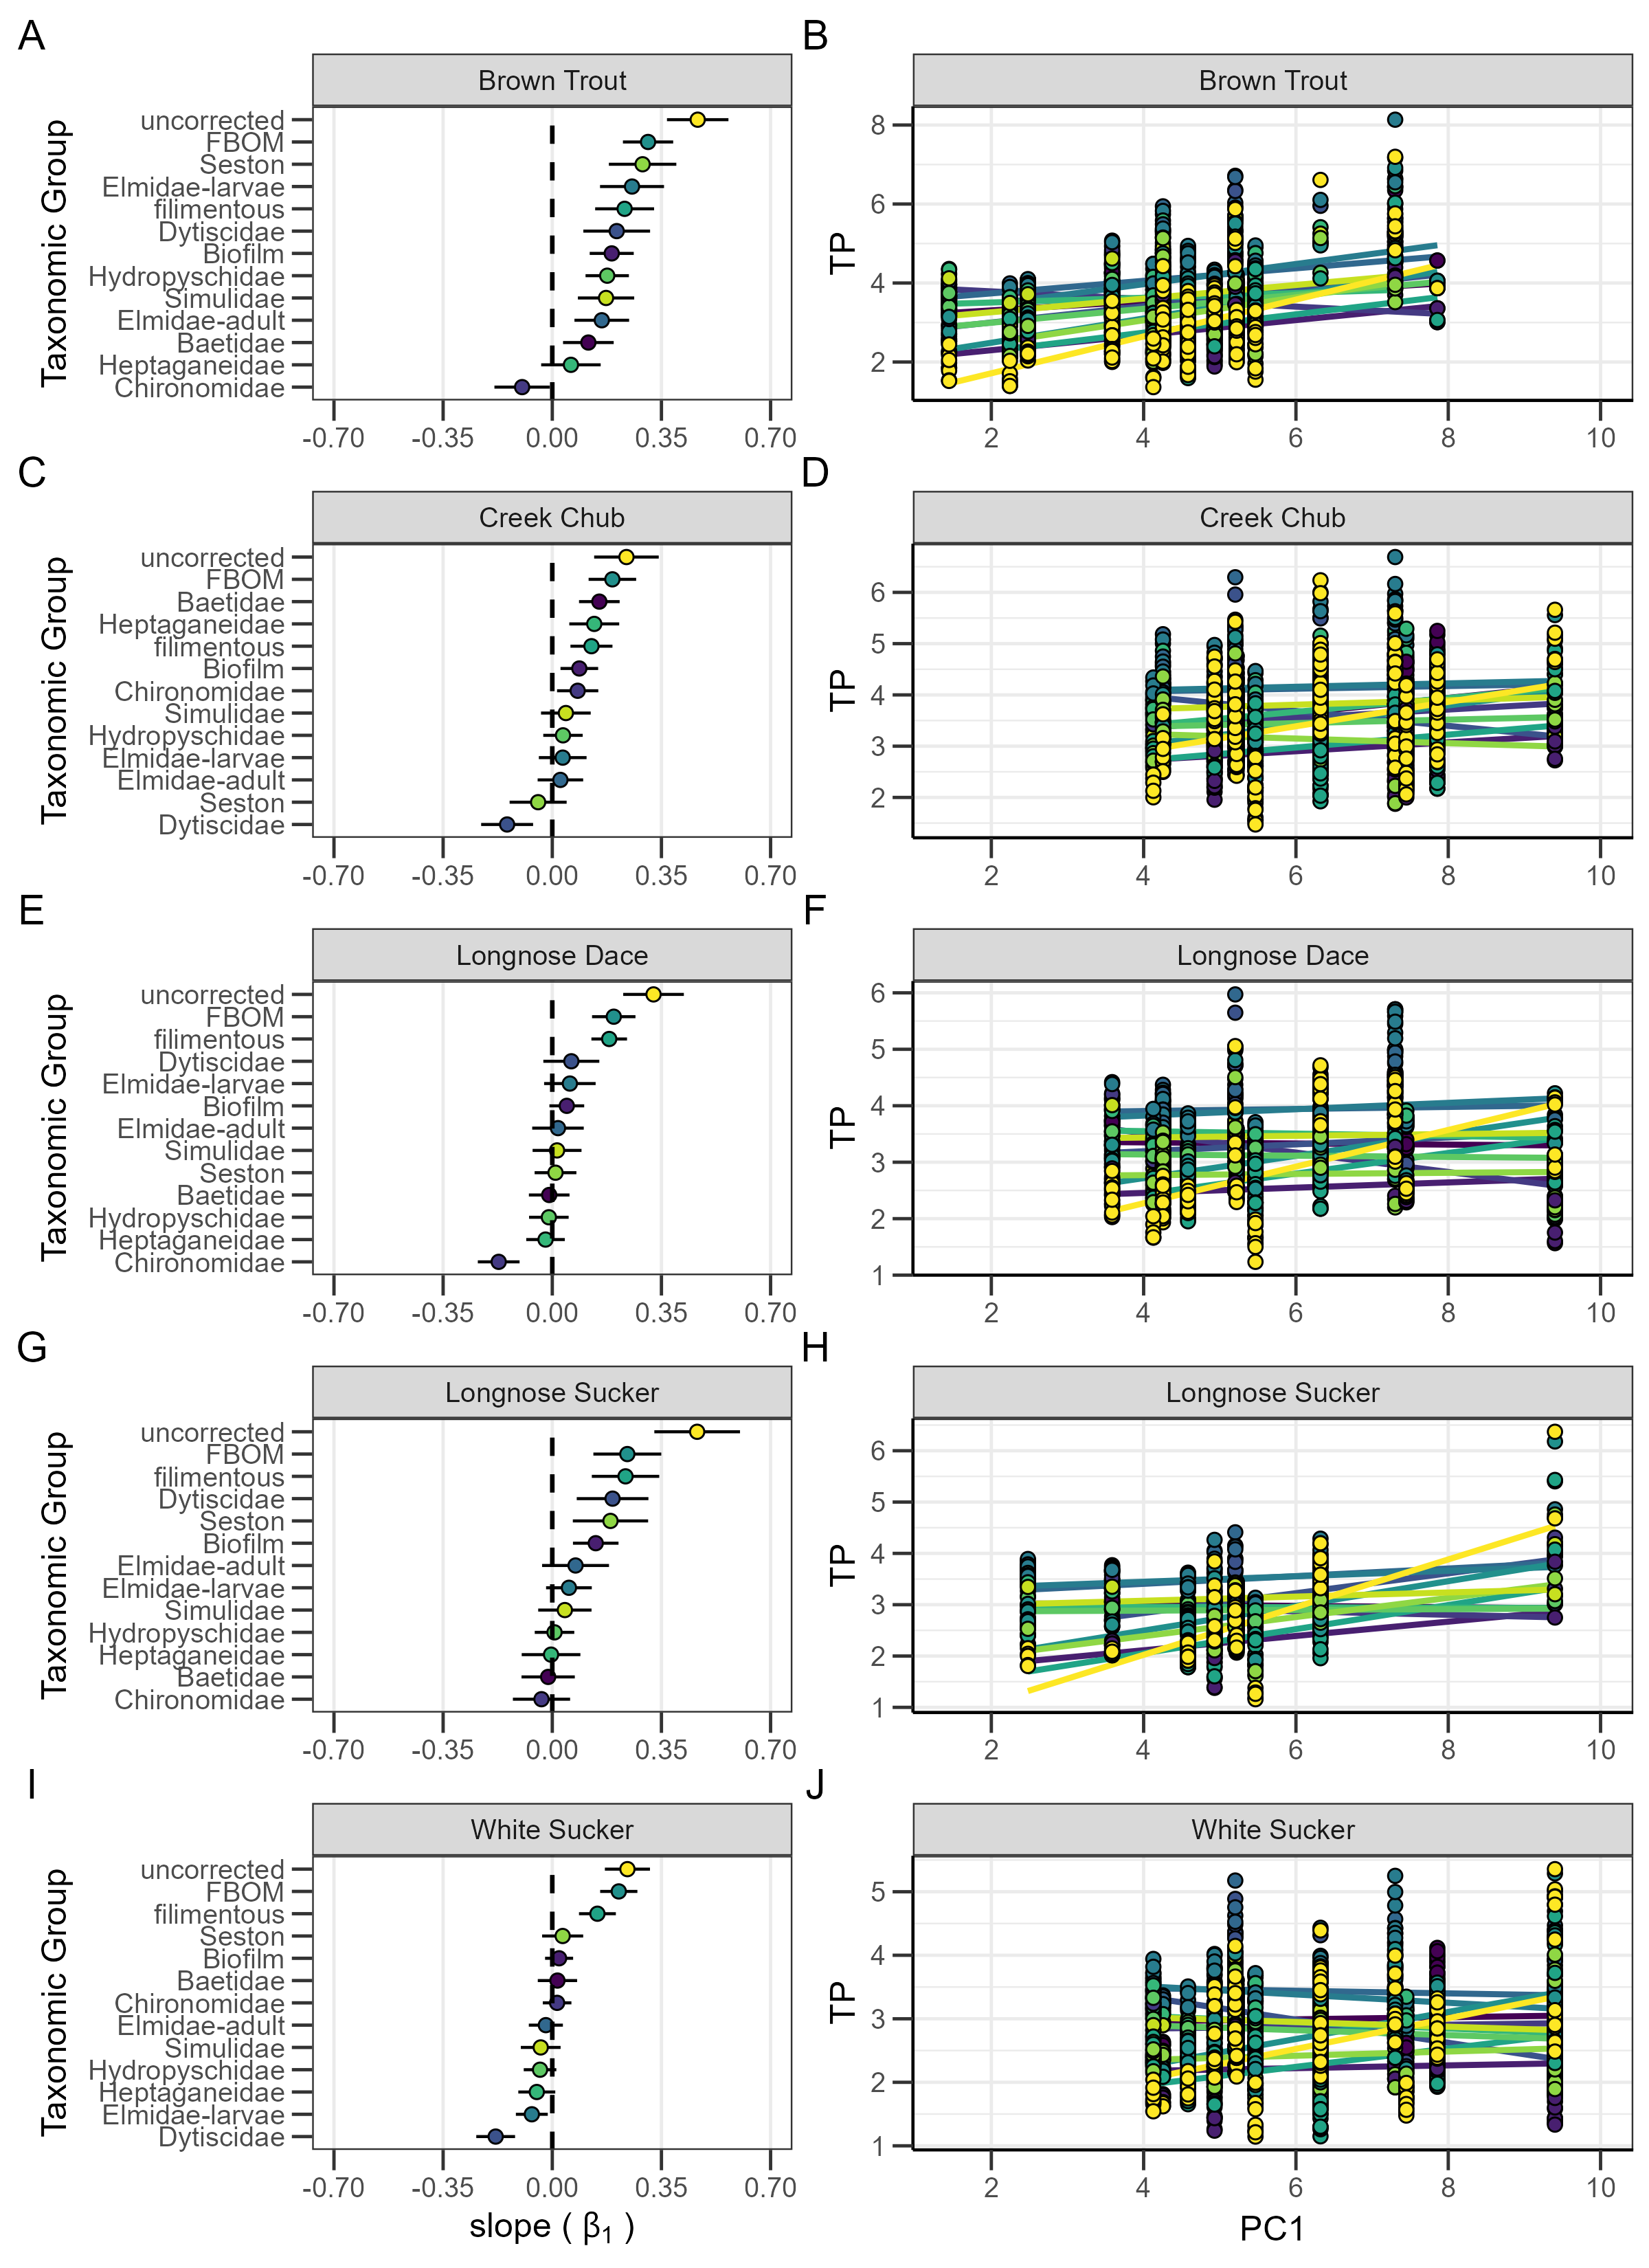 A
B
Brown Trout
Brown Trout
Taxonomic Group
uncorrected
FBOM
Seston
Elmidae-larvae
filimentous
Dytiscidae
Biofilm
Hydropyschidae
Simulidae
Elmidae-adult
Baetidae
Heptaganeidae
Chironomidae
-0.70 -0.35 0.00 0.35 0.70
TP
8
6
4
2
2 4 6 8 10
C
D
Creek Chub
Creek Chub
Taxonomic Group
uncorrected
FBOM
Baetidae
Heptaganeidae
filimentous
Biofilm
Chironomidae
Simulidae
Hydropyschidae
Elmidae-larvae
Elmidae-adult
Seston
Dytiscidae
-0.70 -0.35 0.00 0.35 0.70
TP
6
5
4
3
2
2 4 6 8 10
E
F
Longnose Dace
Longnose Dace
Taxonomic Group
uncorrected
FBOM
filimentous
Dytiscidae
Elmidae-larvae
Biofilm
Elmidae-adult
Simulidae
Seston
Baetidae
Hydropyschidae
Heptaganeidae
Chironomidae
-0.70 -0.35 0.00 0.35 0.70
TP
6
5
4
3
2
1
2 4 6 8 10
G
H
Longnose Sucker
Longnose Sucker
Taxonomic Group
uncorrected
FBOM
filimentous
Dytiscidae
Seston
Biofilm
Elmidae-adult
Elmidae-larvae
Simulidae
Hydropyschidae
Heptaganeidae
Baetidae
Chironomidae
-0.70 -0.35 0.00 0.35 0.70
TP
6
5
4
3
2
1
2 4 6 8 10
I
J
White Sucker
White Sucker
Taxonomic Group
uncorrected
FBOM
filimentous
Seston
Biofilm
Baetidae
Chironomidae
Elmidae-adult
Simulidae
Hydropyschidae
Heptaganeidae
Elmidae-larvae
Dytiscidae
-0.70 -0.35 0.00 0.35 0.70
slope ( β₁ )
TP
5
4
3
2
1
2 4 6 8 10
PC1